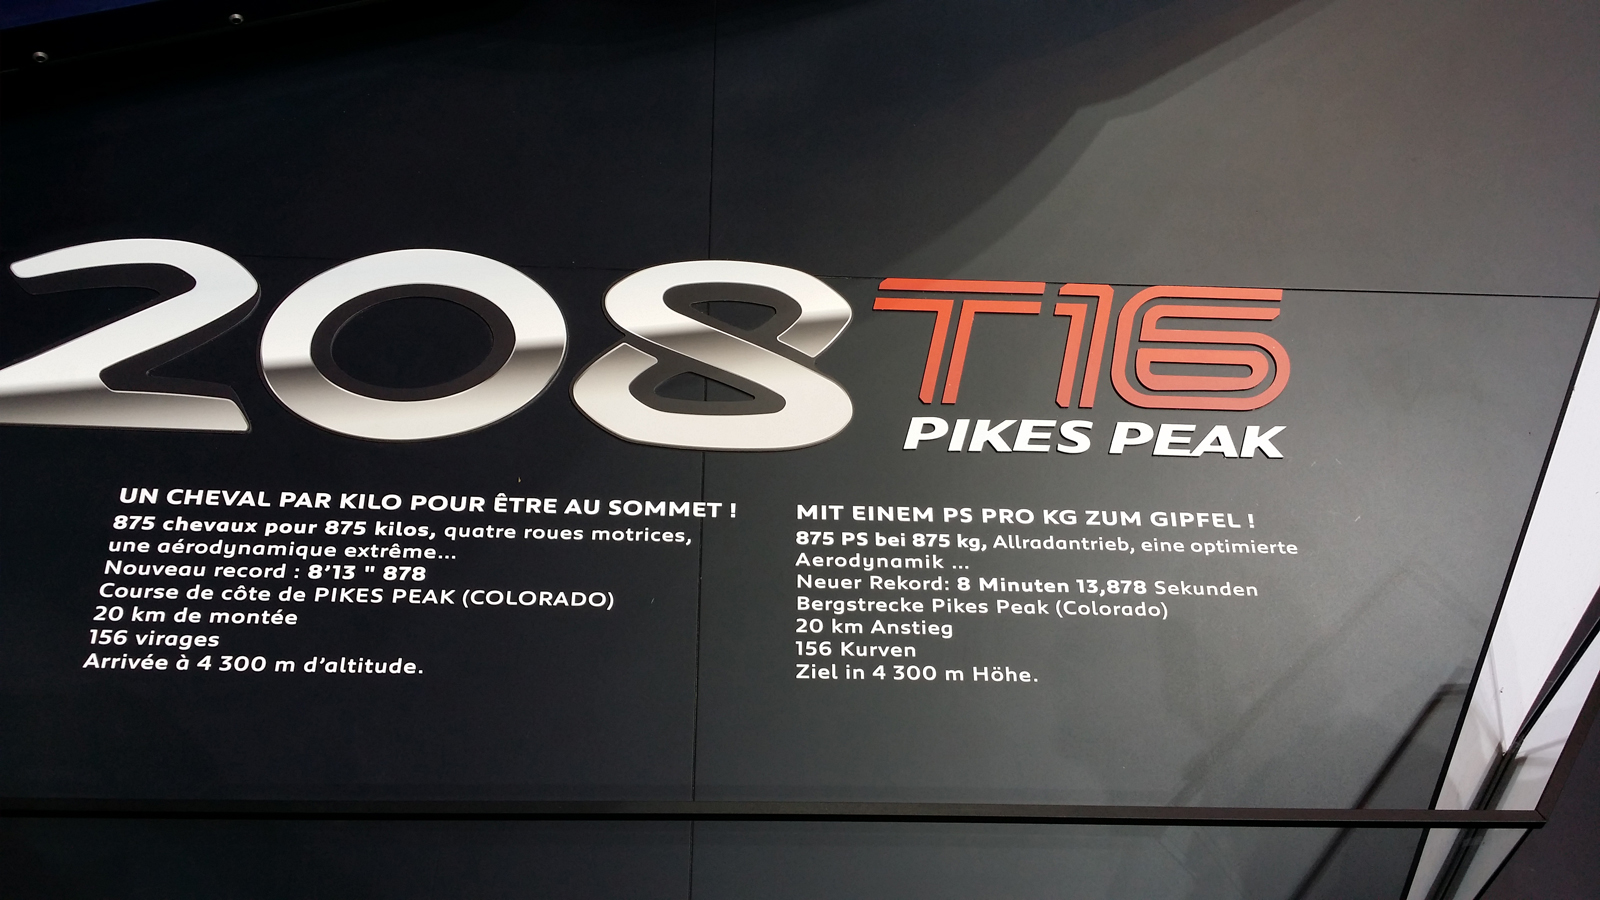 208 T16
PIKES PEAK
UN CHEVAL PAR KILO POUR ÊTRE AU SOMMET !
875 chevaux pour 875 kilos, quatre roues motrices,
une aérodynamique extrême...
Nouveau record : 8'13 " 878
Course de côte de PIKES PEAK (COLORADO)
20 km de montée
156 virages
Arrivée à 4 300 m d'altitude.
MIT EINEM PS PRO KG ZUM GIPFEL !
875 PS bei 875 kg, Allradantrieb, eine optimierte
Aerodynamik ...
Neuer Rekord: 8 Minuten 13,878 Sekunden
Bergstrecke Pikes Peak (Colorado)
20 km Anstieg
156 Kurven
Ziel in 4 300 m Höhe.